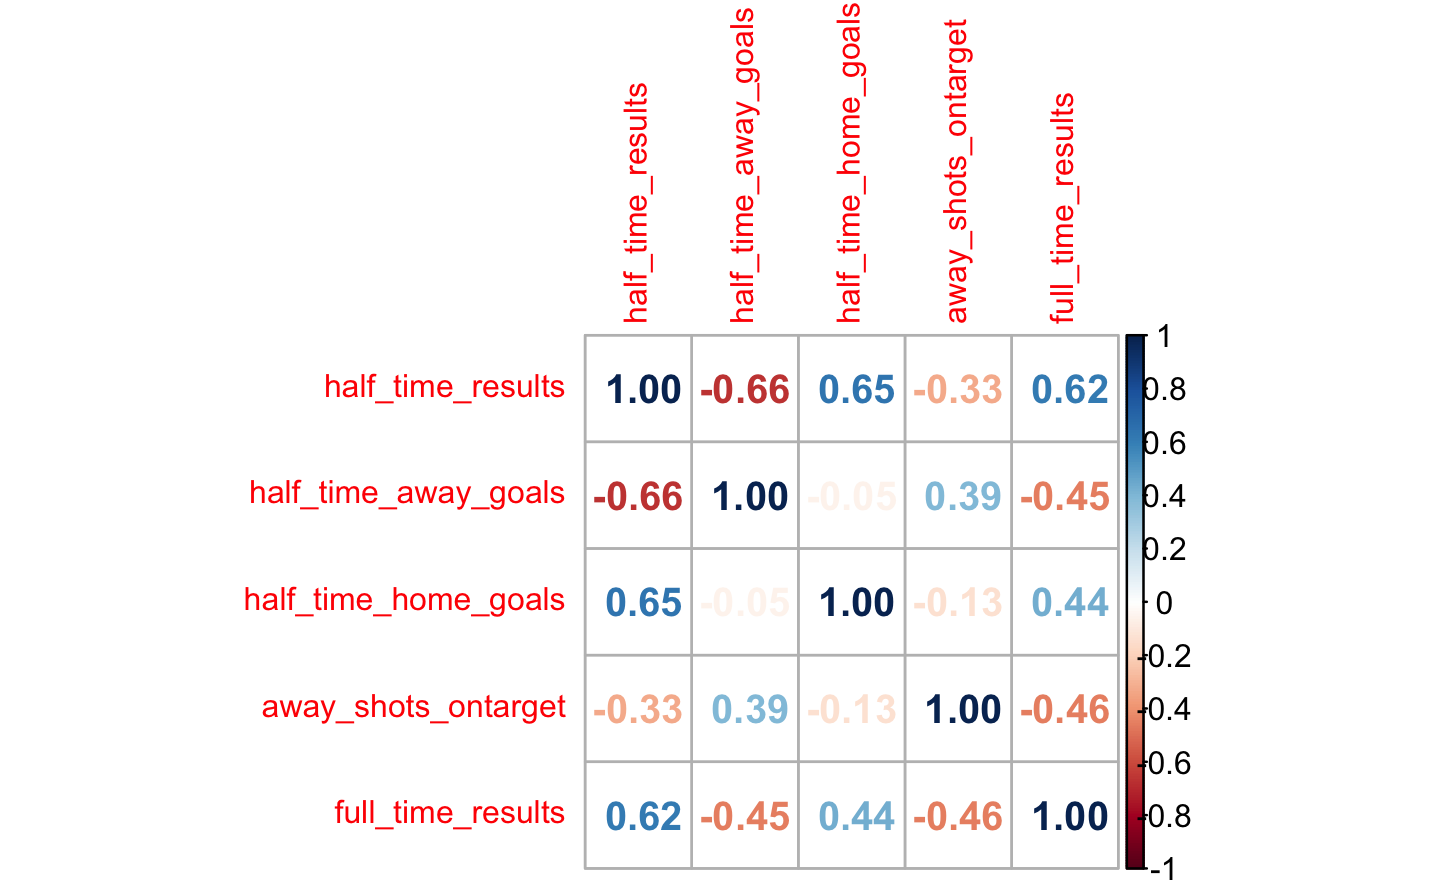 half_time_results
half_time_away_goals
half_time_home_goals
away_shots_ontarget
full_time_results
half_time_results 1.00 -0.66 0.65 -0.33 0.62
half_time_away_goals -0.66 1.00 -0.05 0.39 -0.45
half_time_home_goals 0.65 -0.05 1.00 -0.13 0.44
away_shots_ontarget -0.33 0.39 -0.13 1.00 -0.46
full_time_results 0.62 -0.45 0.44 -0.46 1.00
1
0.8
0.6
0.4
0.2
0
-0.2
-0.4
-0.6
-0.8
-1